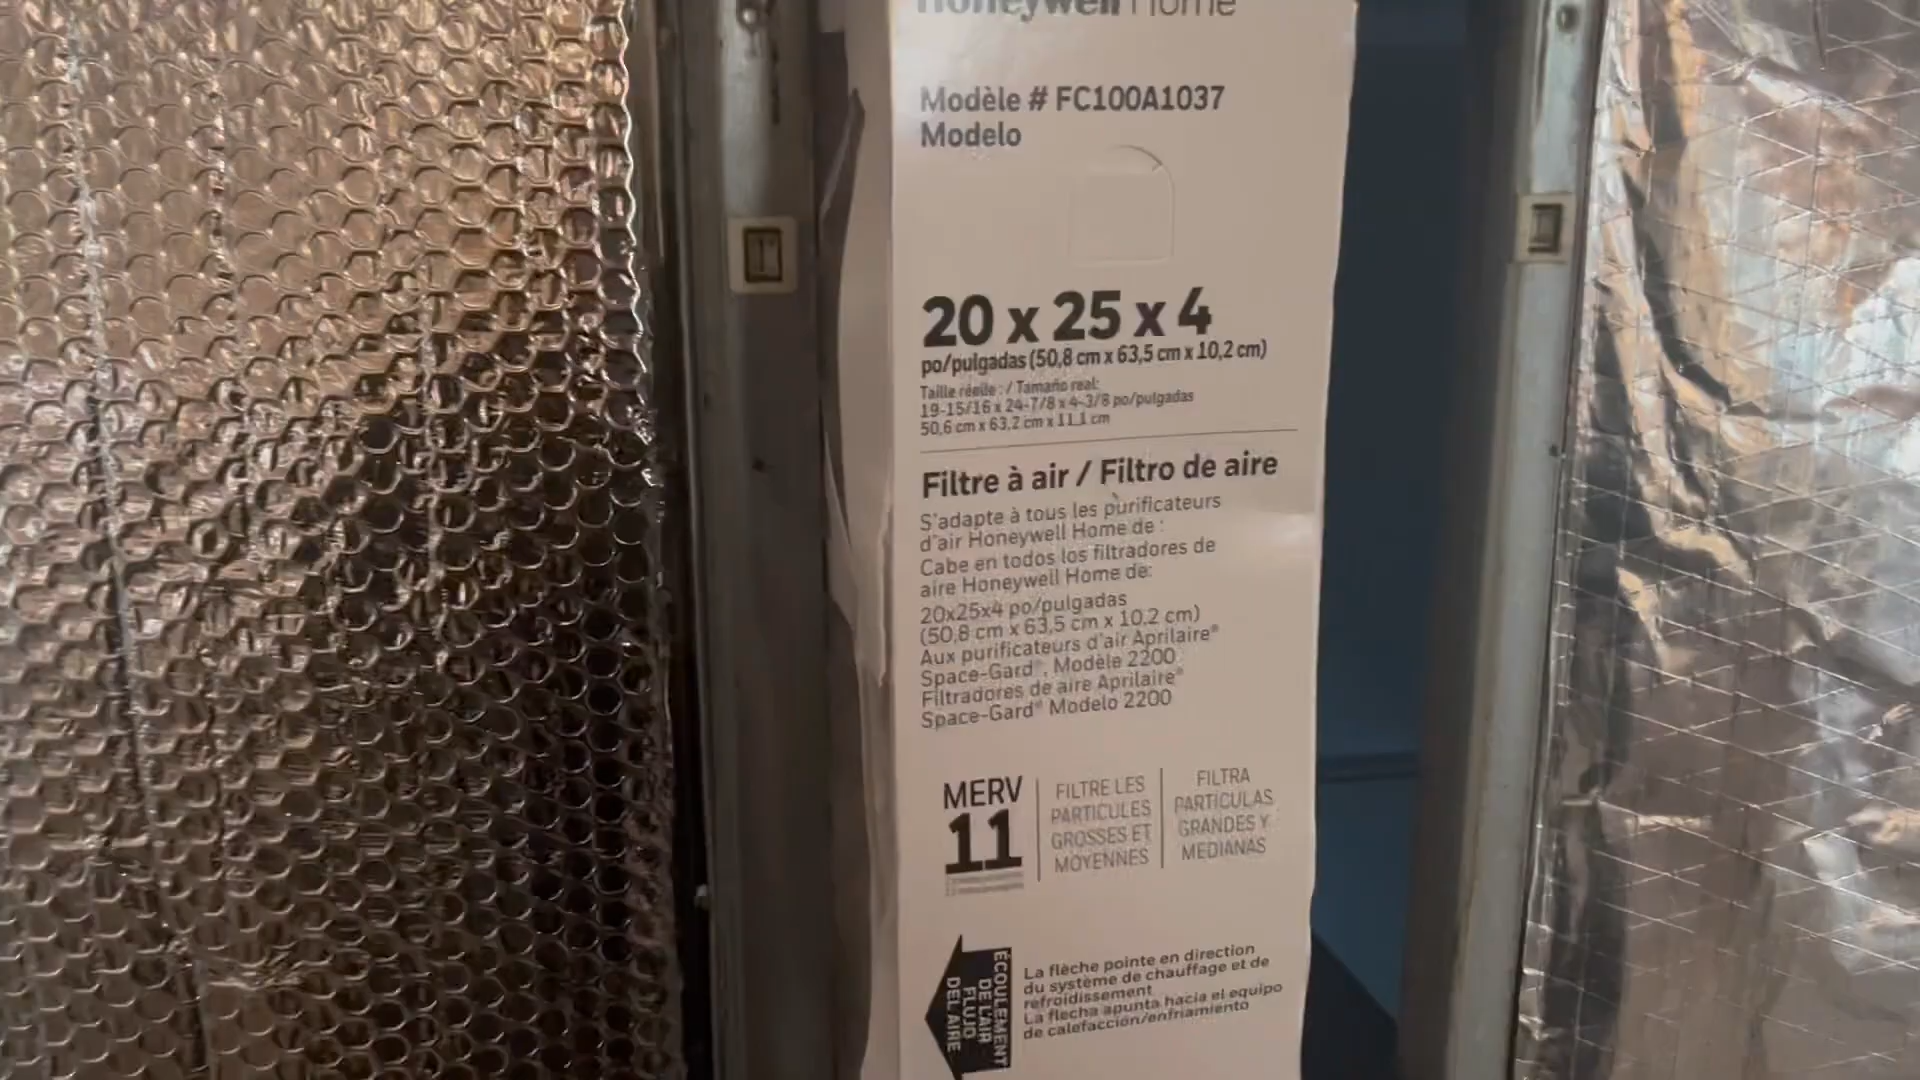 Honeywell Home
Modèle # FC100A1037
Modelo
20 x 25 x 4
po/pulgadas (50,8 cm x 63,5 cm x 10,2 cm)
Taille réelle : / Tamaño real:
19-15/16 x 24-7/8 x 4-3/8 po/pulgadas
50,6 cm x 63,2 cm x 11,1 cm
Filtre à air / Filtro de aire
S'adapte à tous les purificateurs
d'air Honeywell Home de :
Cabe en todos los filtradores de
aire Honeywell Home de:
20x25x4 po/pulgadas
(50,8 cm x 63,5 cm x 10,2 cm)
Aux purificateurs d'air Aprilaire®
Space-Gard®, Modèle 2200
Filtradores de aire Aprilaire®
Space-Gard® Modelo 2200
MERV
11
FILTRE LES
PARTICULES
GROSSES ET
MOYENNES
FILTRA
PARTÍCULAS
GRANDES Y
MEDIANAS
ÉCOULEMENT
DE L'AIR
FLUJO
DEL AIRE
La flèche pointe en direction
du système de chauffage et de
refroidissement
La flecha apunta hacia el equipo
de calefacción/enfriamiento